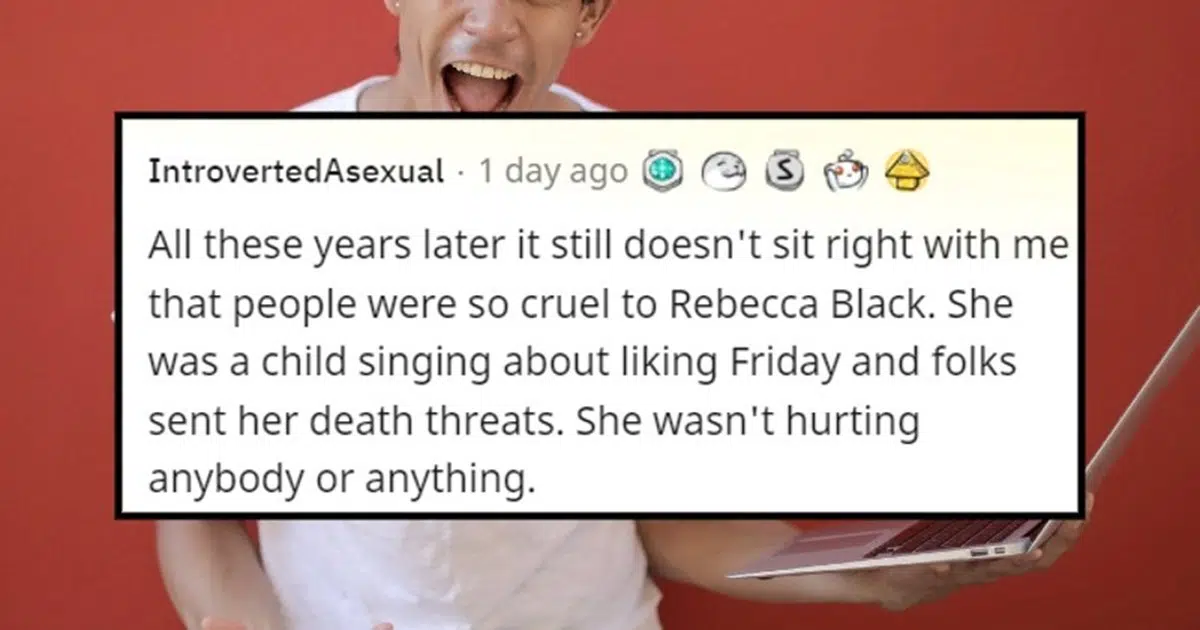 IntrovertedAsexual · 1 day ago
All these years later it still doesn't sit right with me
that people were so cruel to Rebecca Black. She
was a child singing about liking Friday and folks
sent her death threats. She wasn't hurting
anybody or anything.